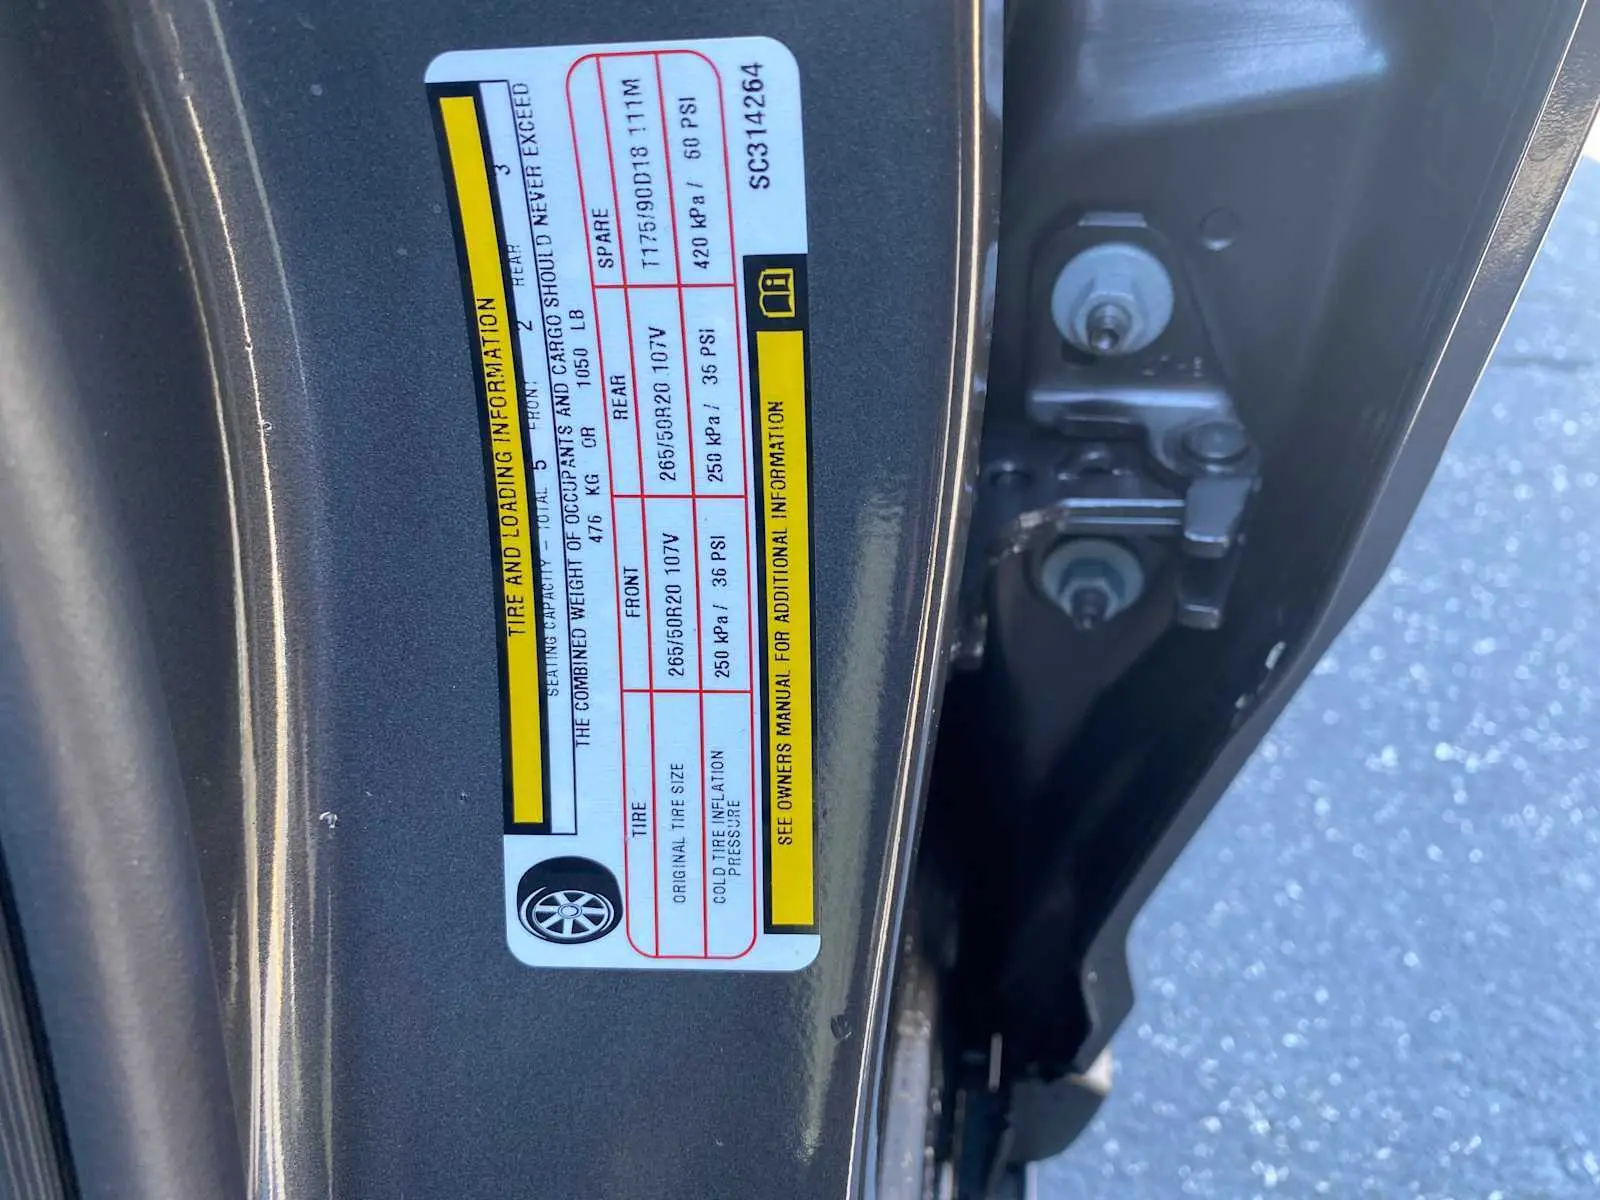 TIRE AND LOADING INFORMATION
SEATING CAPACITY – TOTAL 5 FRONT 2 REAR 3
THE COMBINED WEIGHT OF OCCUPANTS AND CARGO SHOULD NEVER EXCEED
476 KG OR 1050 LB
TIRE FRONT REAR SPARE
ORIGINAL TIRE SIZE 265/50R20 107V 265/50R20 107V T175/90D18 111M
COLD TIRE INFLATION
PRESSURE 250 kPa / 36 PSI 250 kPa / 35 PSi 420 kPa / 60 PSI
SEE OWNERS MANUAL FOR ADDITIONAL INFORMATION
SC314264